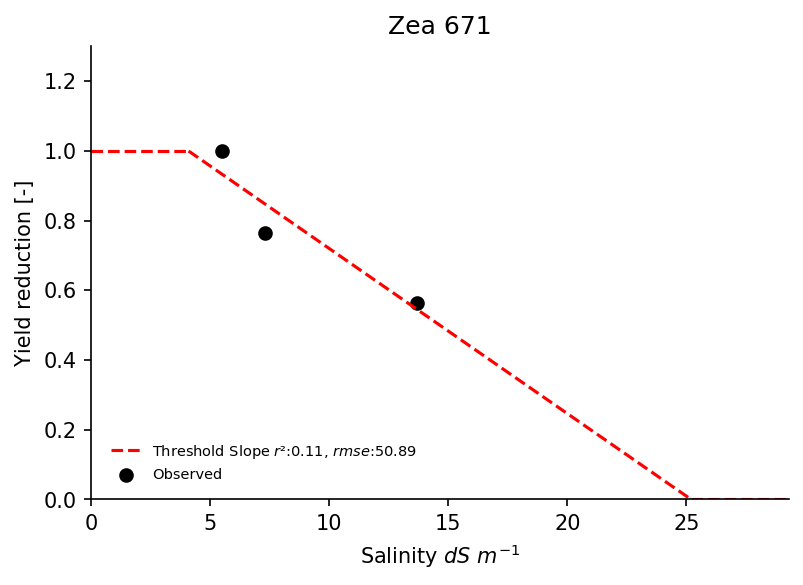 Zea 671
Yield reduction [-]
1.2
1.0
0.8
0.6
0.4
0.2
0.0
Threshold Slope r²:0.11, rmse:50.89
Observed
0 5 10 15 20 25
Salinity dS m⁻¹